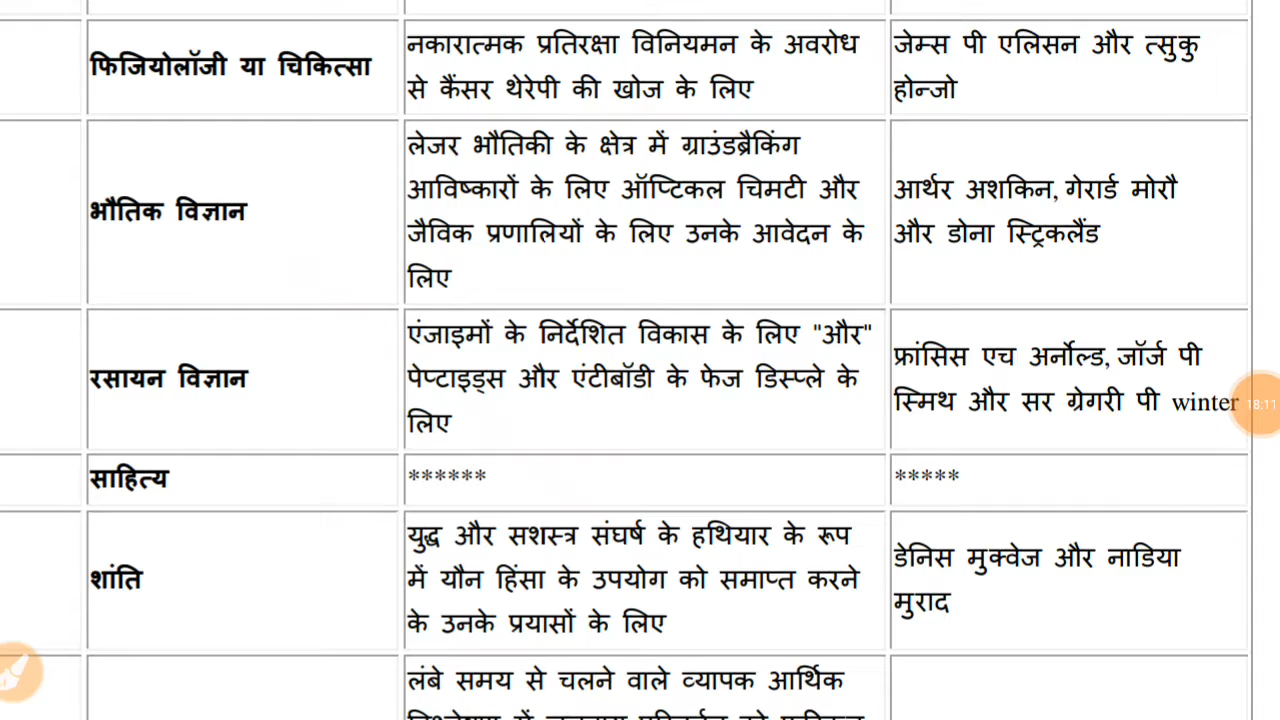 फिजियोलॉजी या चिकित्सा
नकारात्मक प्रतिरक्षा विनियमन के अवरोध
से कैंसर थेरेपी की खोज के लिए
जेम्स पी एलिसन और त्सुकु
होन्जो
भौतिक विज्ञान
लेजर भौतिकी के क्षेत्र में ग्राउंडब्रैकिंग
आविष्कारों के लिए ऑप्टिकल चिमटी और
जैविक प्रणालियों के लिए उनके आवेदन के
लिए
आर्थर अशकिन, गेरार्ड मोरौ
और डोना स्ट्रिकलैंड
रसायन विज्ञान
एंजाइमों के निर्देशित विकास के लिए "और"
पेप्टाइड्स और एंटीबॉडी के फेज डिस्प्ले के
लिए
फ्रांसिस एच अर्नोल्ड, जॉर्ज पी
स्मिथ और सर ग्रेगरी पी winter
18:11
साहित्य
******
*****
शांति
युद्ध और सशस्त्र संघर्ष के हथियार के रूप
में यौन हिंसा के उपयोग को समाप्त करने
के उनके प्रयासों के लिए
डेनिस मुक्वेज और नाडिया
मुराद
लंबे समय से चलने वाले व्यापक आर्थिक